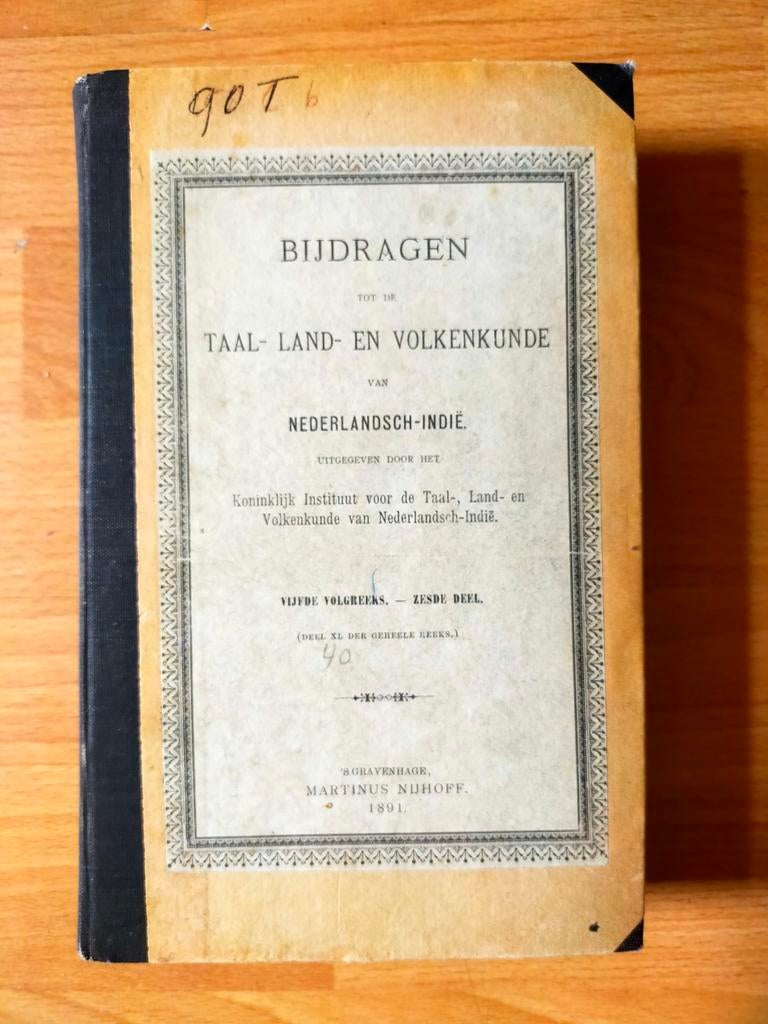 90T 6
BIJDRAGEN
TOT DE
TAAL- LAND- EN VOLKENKUNDE
VAN
NEDERLANDSCH-INDIË.
UITGEGEVEN DOOR HET
Koninklijk Instituut voor de Taal-, Land- en
Volkenkunde van Nederlandsch-Indië.
VIJFDE VOLGREEKS. — ZESDE DEEL.
(DEEL XL DER GEHEELE REEKS.)
40
'SGRAVENHAGE,
MARTINUS NIJHOFF.
1891.